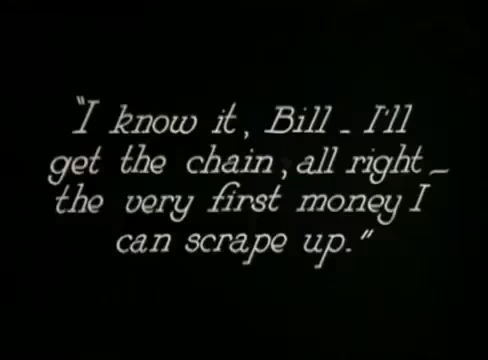 "I know it, Bill - I'll
get the chain, all right -
the very first money I
can scrape up."